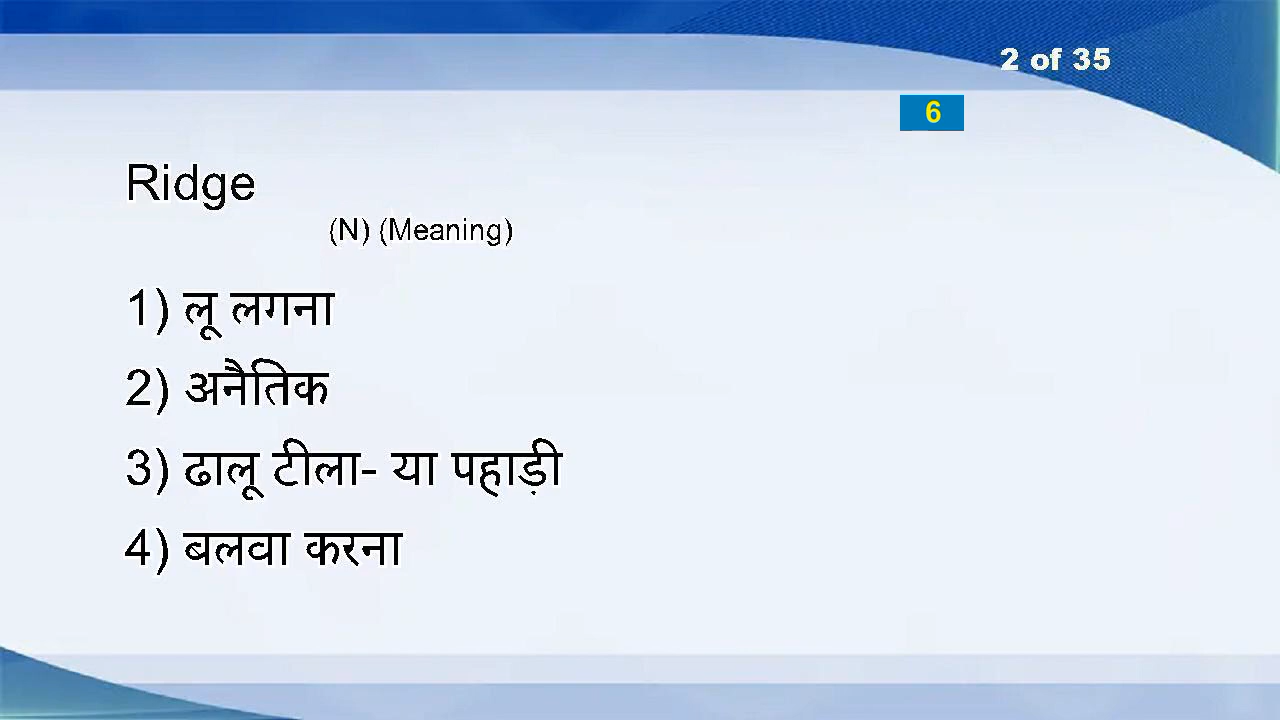 2 of 35
6
Ridge
(N) (Meaning)
1) लू लगना
2) अनैतिक
3) ढालू टीला- या पहाड़ी
4) बलवा करना